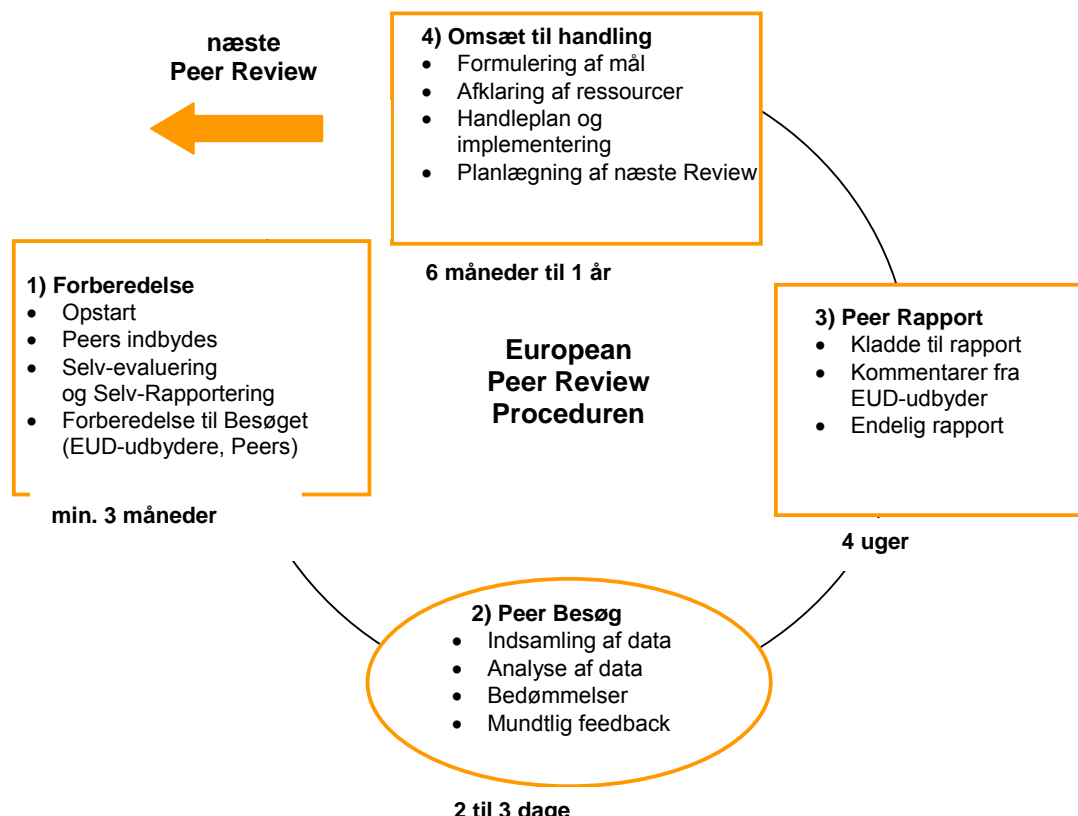 næste
Peer Review
4) Omsæt til handling
• Formulering af mål
• Afklaring af ressourcer
• Handleplan og
implementering
• Planlægning af næste Review
6 måneder til 1 år
1) Forberedelse
• Opstart
• Peers indbydes
• Selv-evaluering
og Selv-Rapportering
• Forberedelse til Besøget
(EUD-udbydere, Peers)
min. 3 måneder
European
Peer Review
Proceduren
3) Peer Rapport
• Kladde til rapport
• Kommentarer fra
EUD-udbyder
• Endelig rapport
4 uger
2) Peer Besøg
• Indsamling af data
• Analyse af data
• Bedømmelser
• Mundtlig feedback
2 til 3 dage